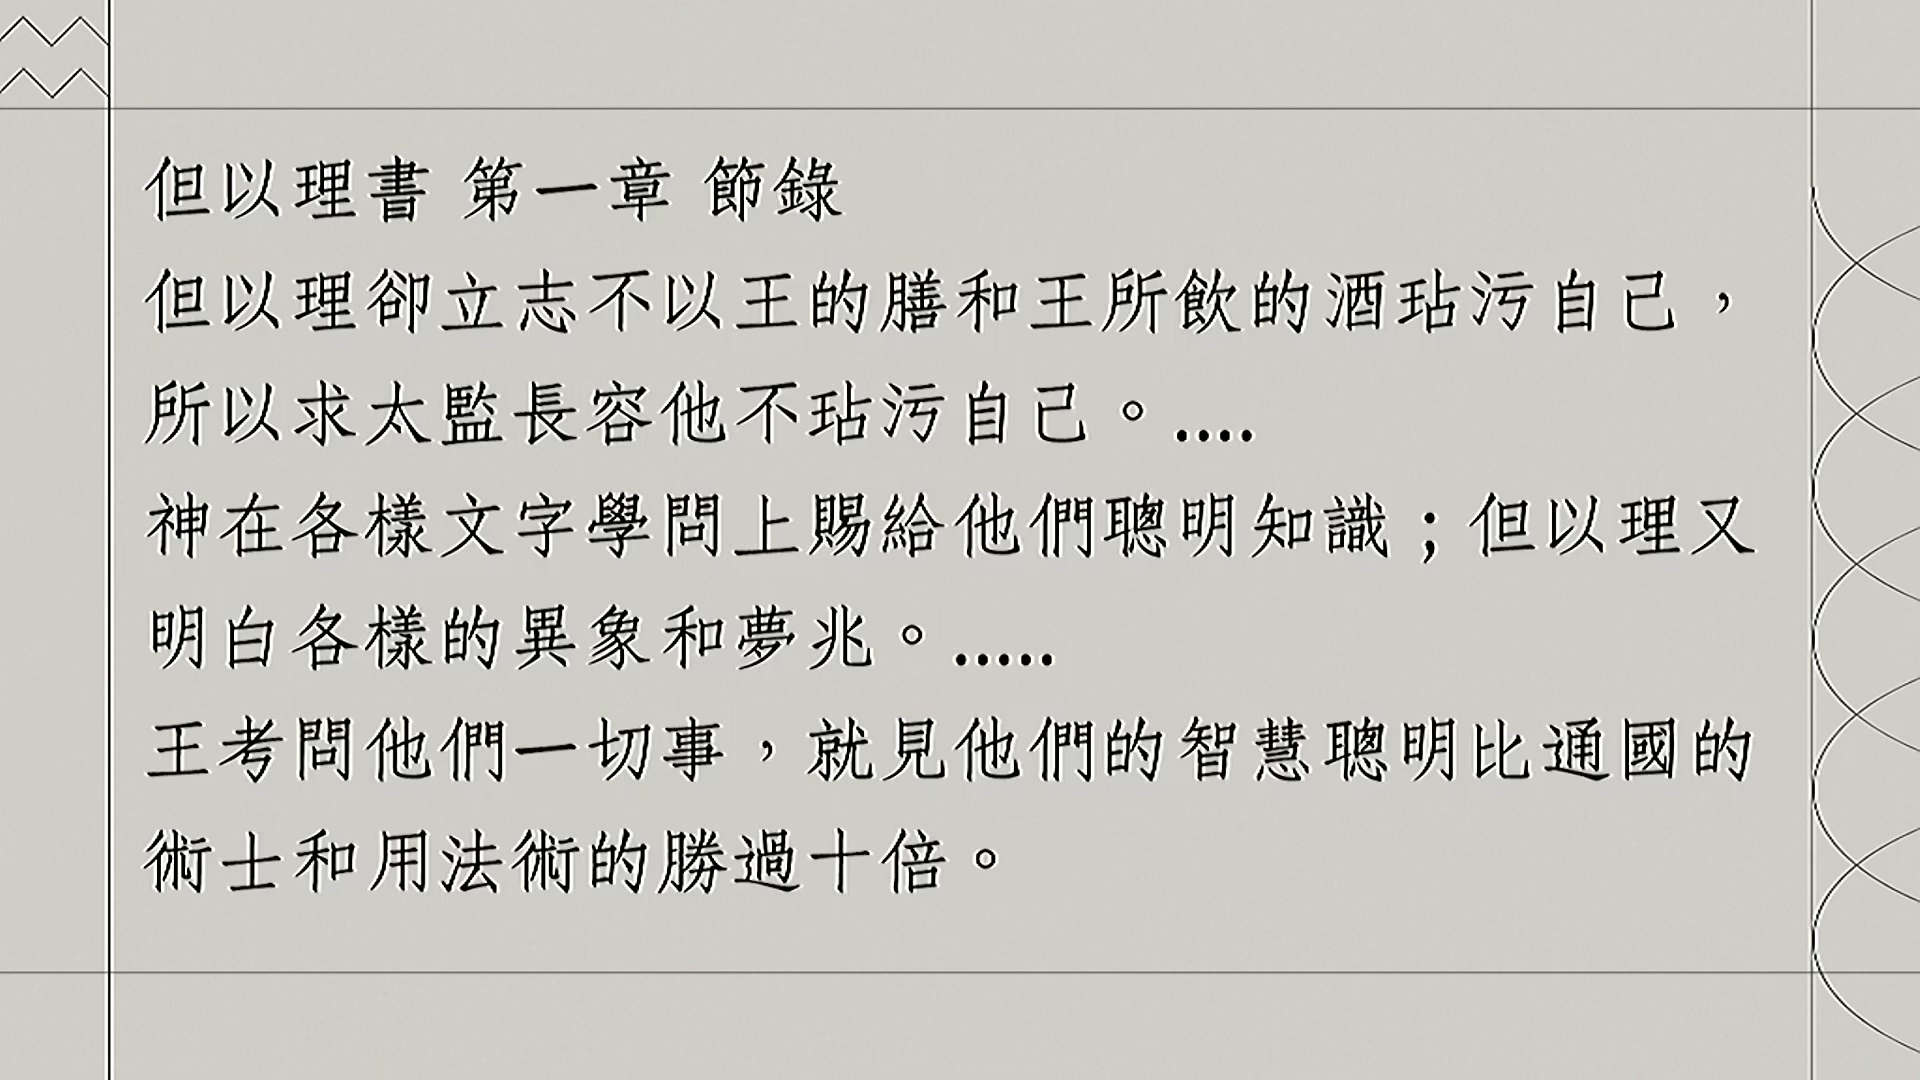 但以理書 第一章 節錄
但以理卻立志不以王的膳和王所飲的酒玷污自己，
所以求太監長容他不玷污自己。....
神在各樣文字學問上賜給他們聰明知識；但以理又
明白各樣的異象和夢兆。.....
王考問他們一切事，就見他們的智慧聰明比通國的
術士和用法術的勝過十倍。